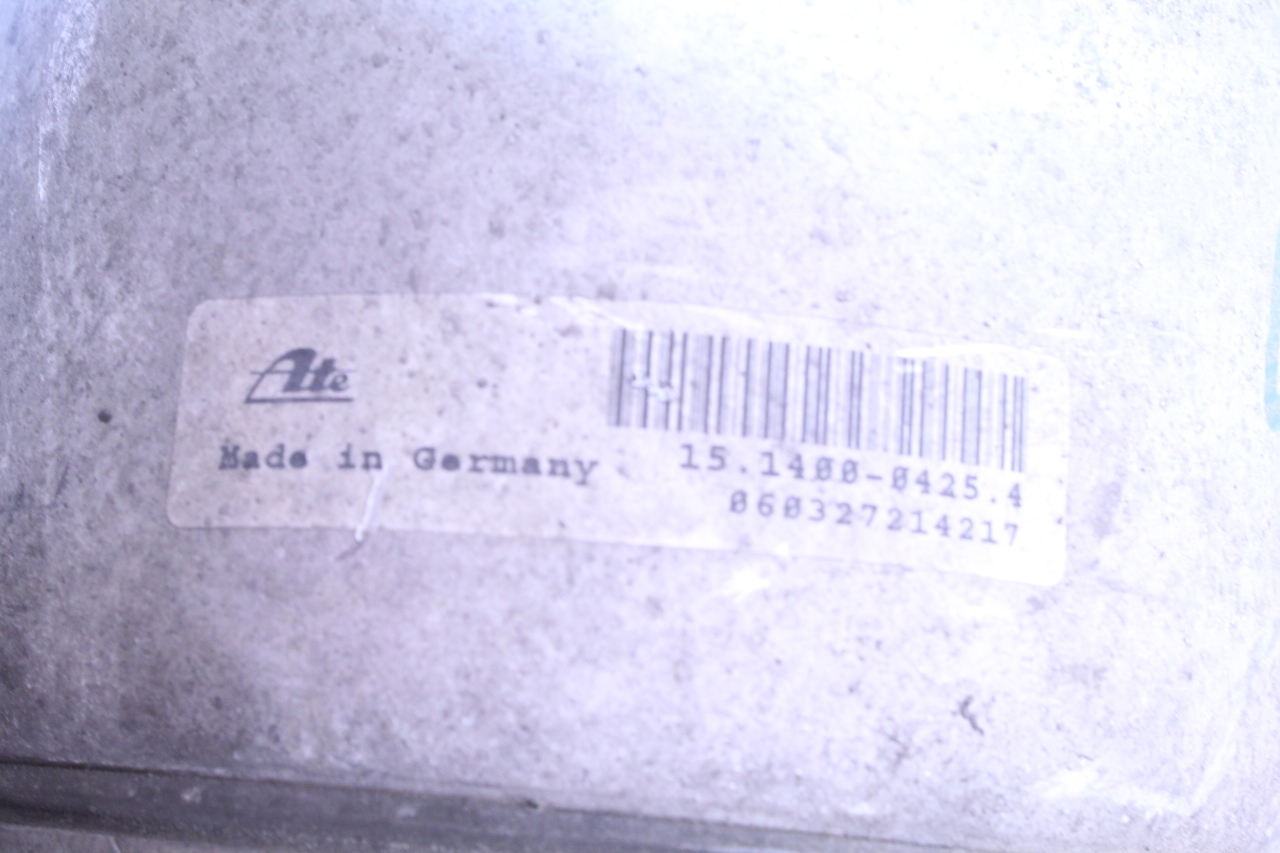 Ate
Made in Germany
15.1400-0425.4
060327214217